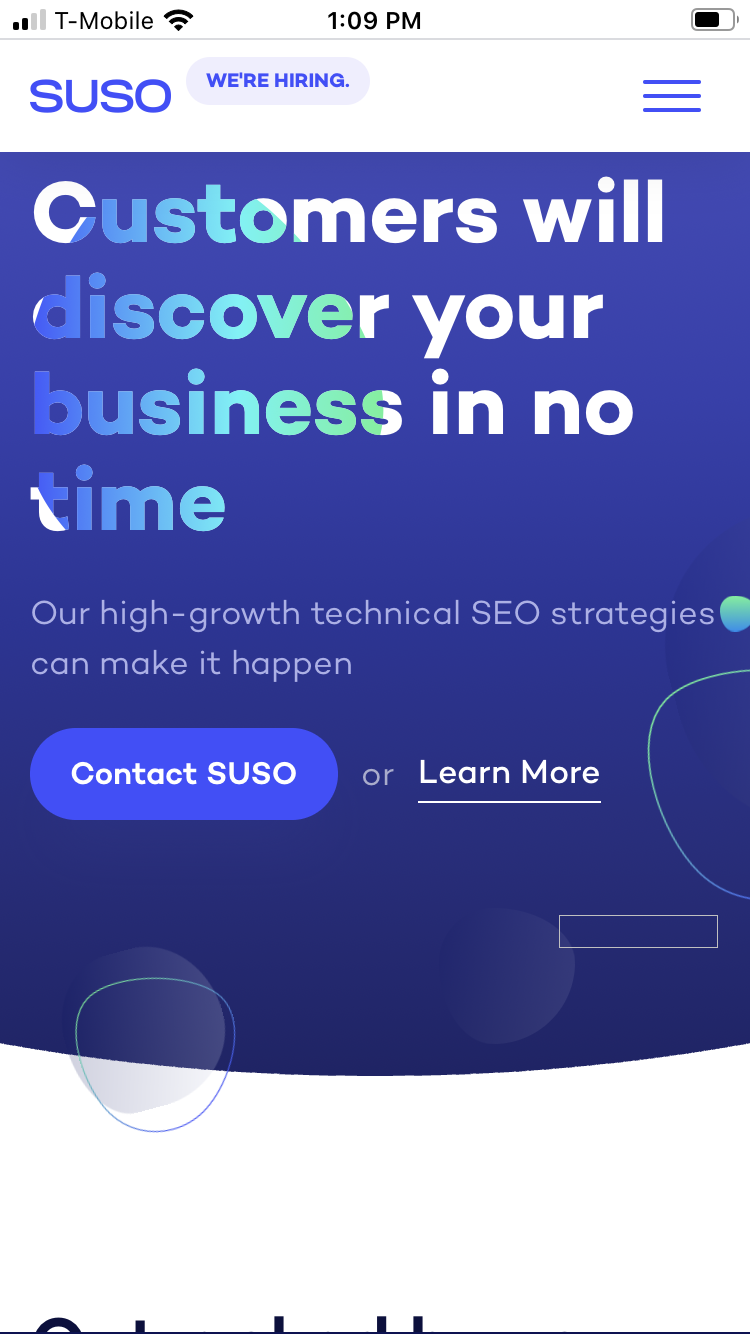 T-Mobile 1:09 PM
SUSO WE'RE HIRING.
Customers will
discover your
business in no
time
Our high-growth technical SEO strategies
can make it happen
Contact SUSO or Learn More